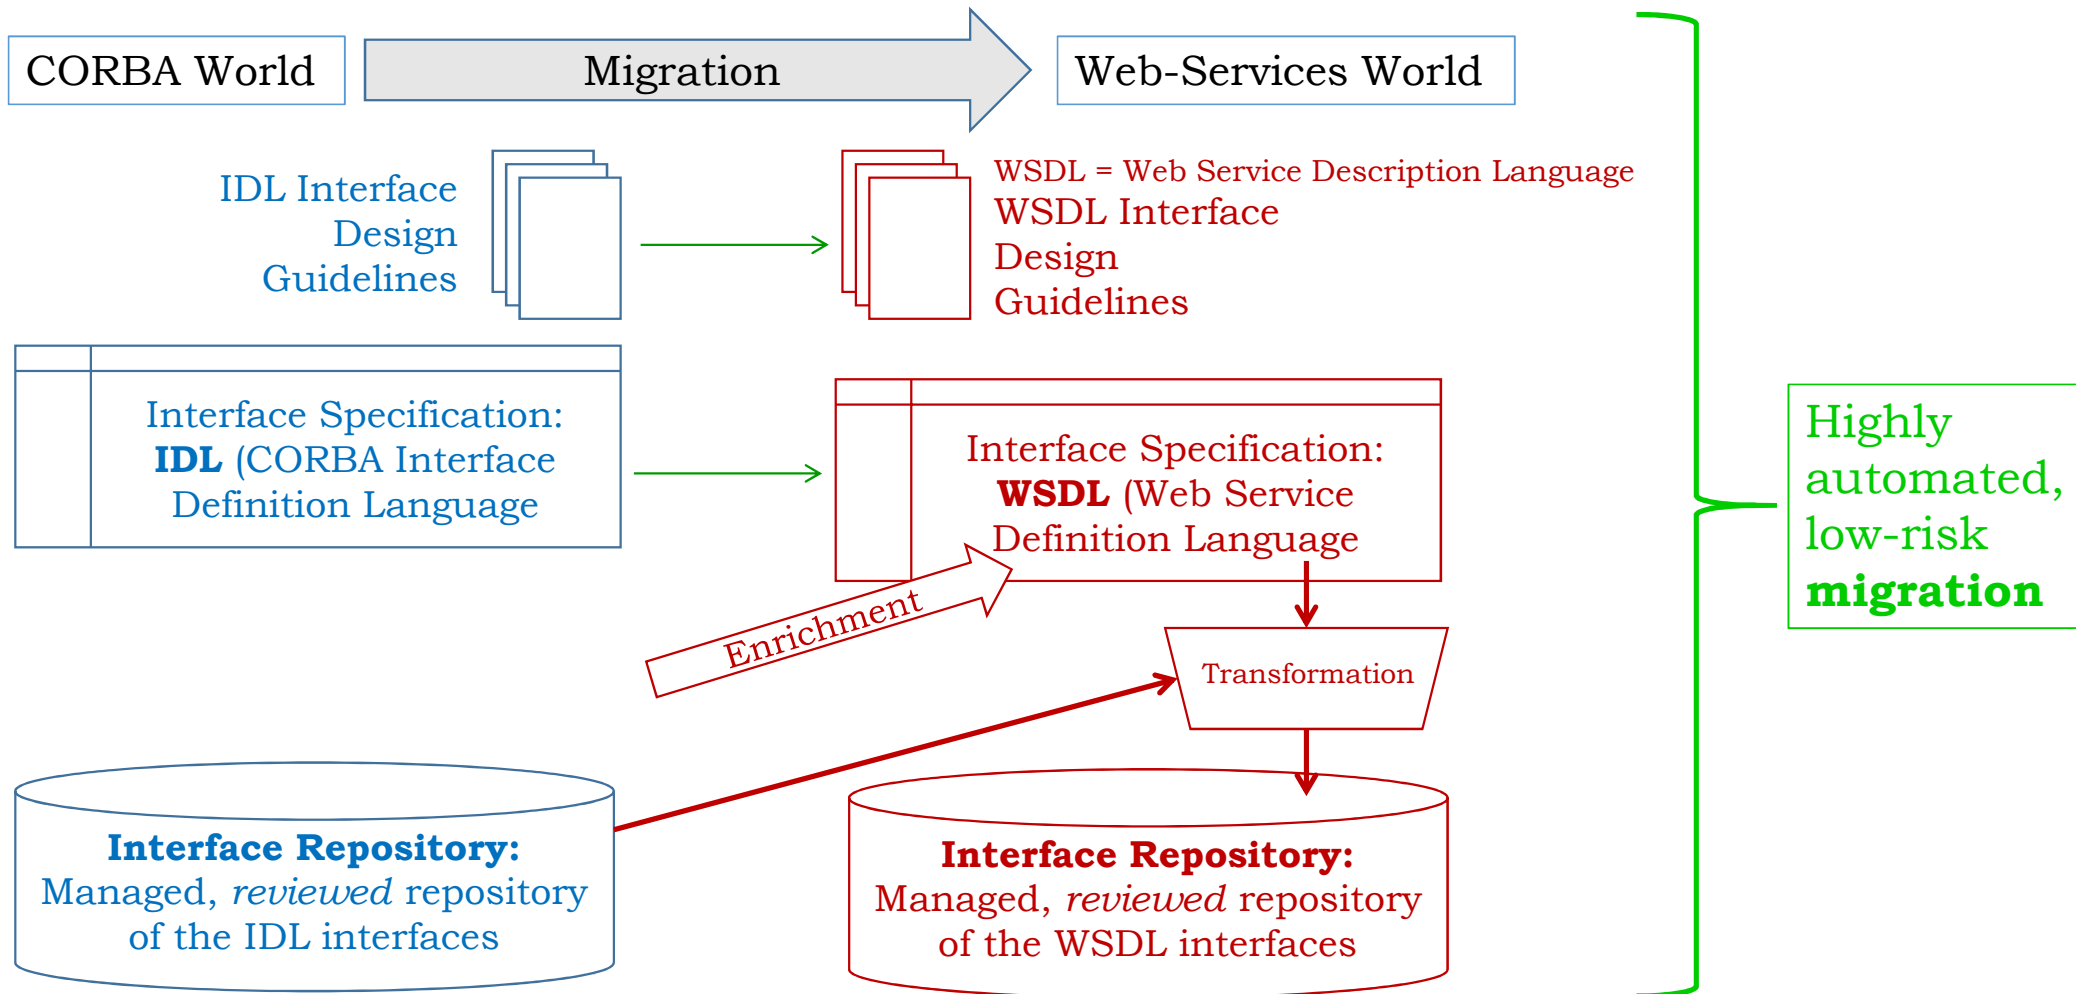 CORBA World
Migration
Web-Services World
IDL Interface
Design
Guidelines
WSDL = Web Service Description Language
WSDL Interface
Design
Guidelines
Interface Specification:
IDL (CORBA Interface
Definition Language
Interface Specification:
WSDL (Web Service
Definition Language
Enrichment
Transformation
Interface Repository:
Managed, reviewed repository
of the IDL interfaces
Interface Repository:
Managed, reviewed repository
of the WSDL interfaces
Highly
automated,
low-risk
migration